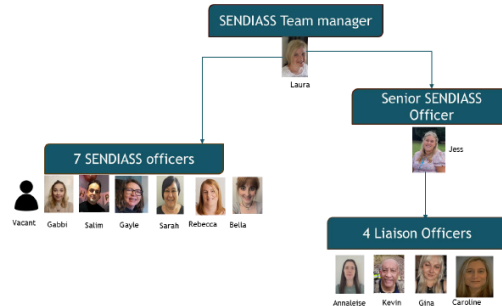 SENDIASS Team manager
Laura
Senior SENDIASS
Officer
Jess
7 SENDIASS officers
Vacant Gabbi Salim Gayle Sarah Rebecca Bella
4 Liaison Officers
Annaleise Kevin Gina Caroline